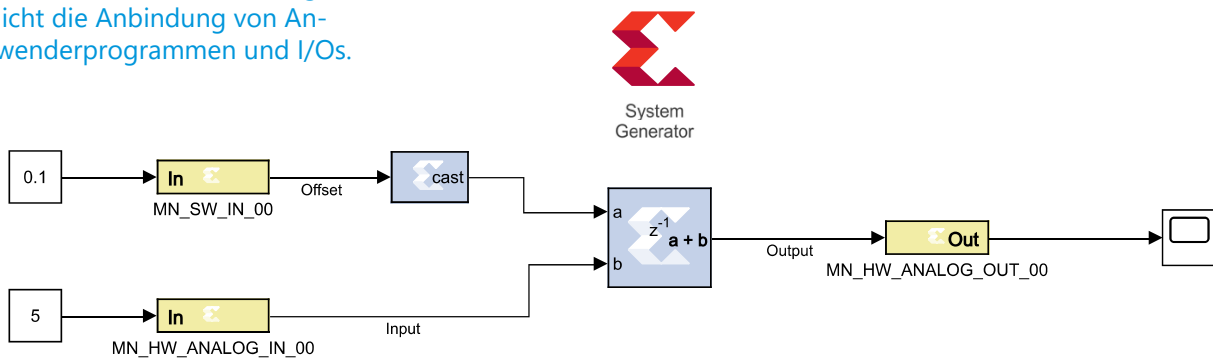 icht die Anbindung von An-
wenderprogrammen und I/Os.
System
Generator
0.1
In
Offset
cast
MN_SW_IN_00
a
z-1
a + b
b
Output
Out
MN_HW_ANALOG_OUT_00
5
In
Input
MN_HW_ANALOG_IN_00